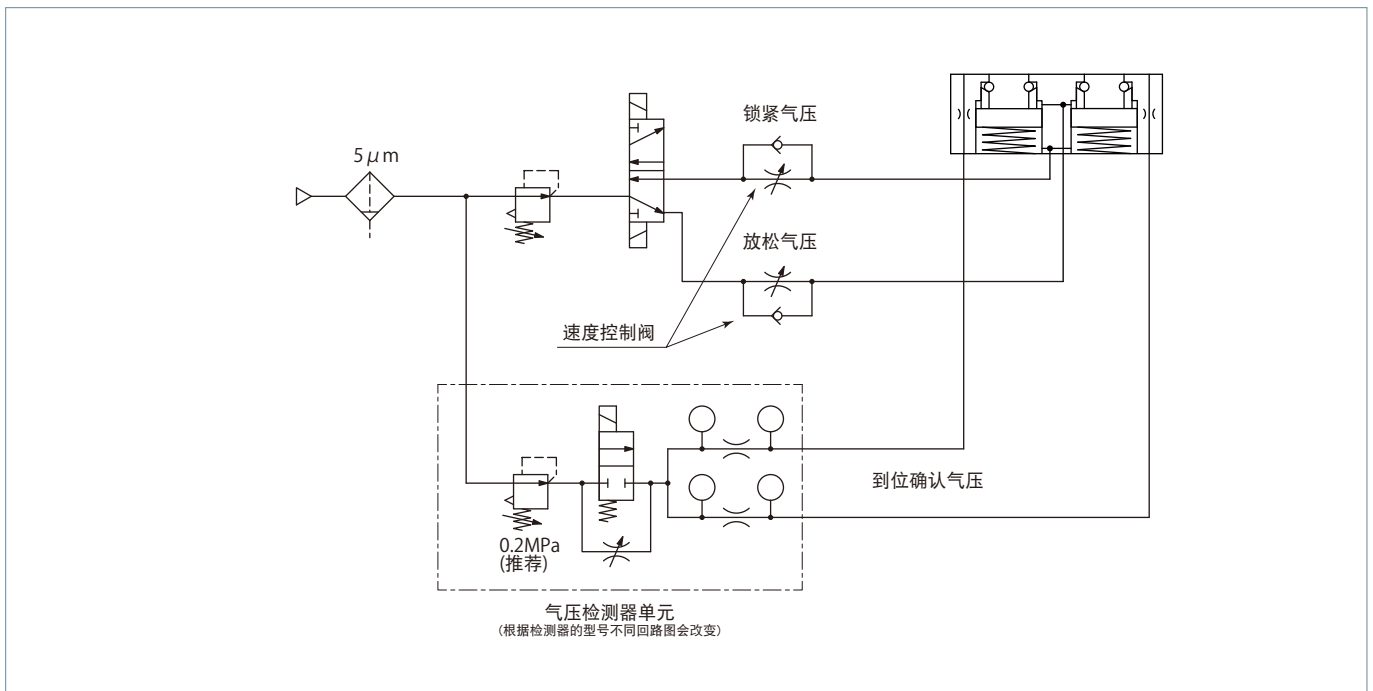 锁紧气压
5μm
放松气压
速度控制阀
到位确认气压
0.2MPa
(推荐)
气压检测器单元
(根据检测器的型号不同回路图会改变)